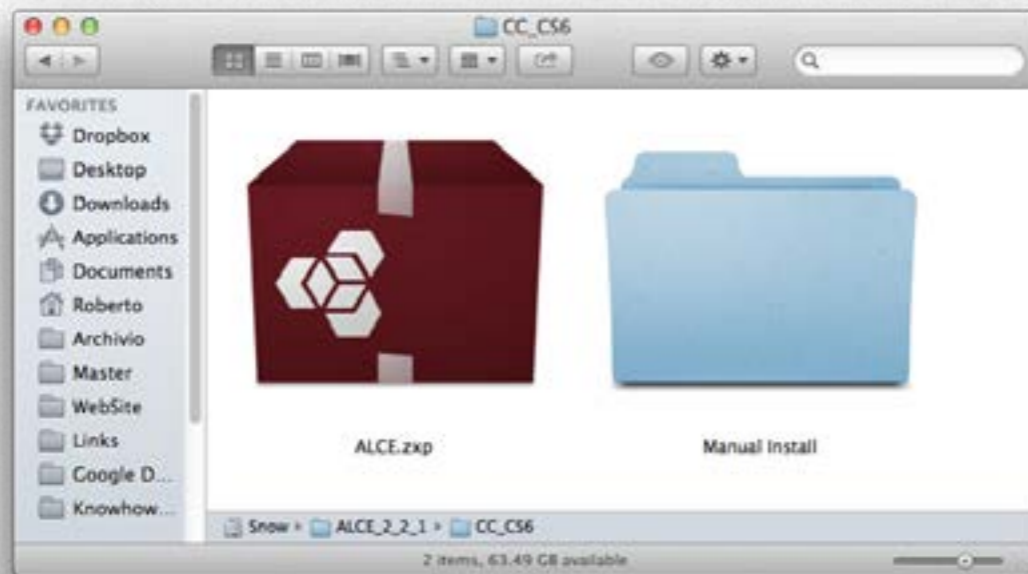 CC_CS6
FAVORITES
Dropbox
Desktop
Downloads
Applications
Documents
Roberto
Archivio
Master
WebSite
Links
Google D...
Knowhow...
ALCE.zxp
Manual Install
Snow ▸ ALCE_2_2_1 ▸ CC_CS6
2 items, 63.49 GB available